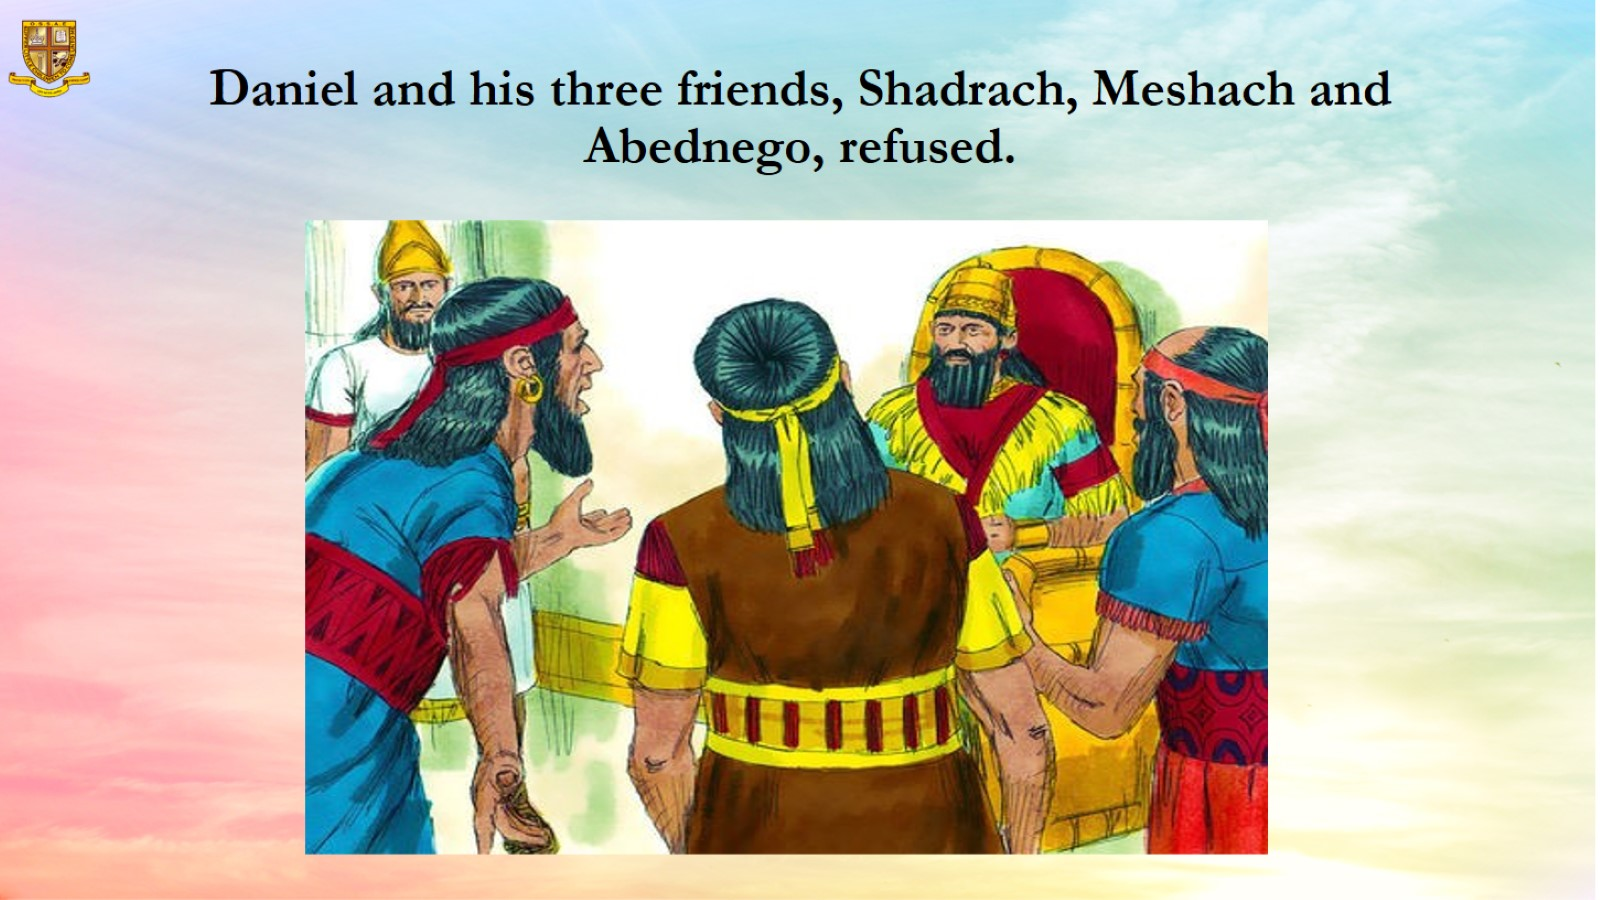 Daniel and his three friends, Shadrach, Meshach and
Abednego, refused.